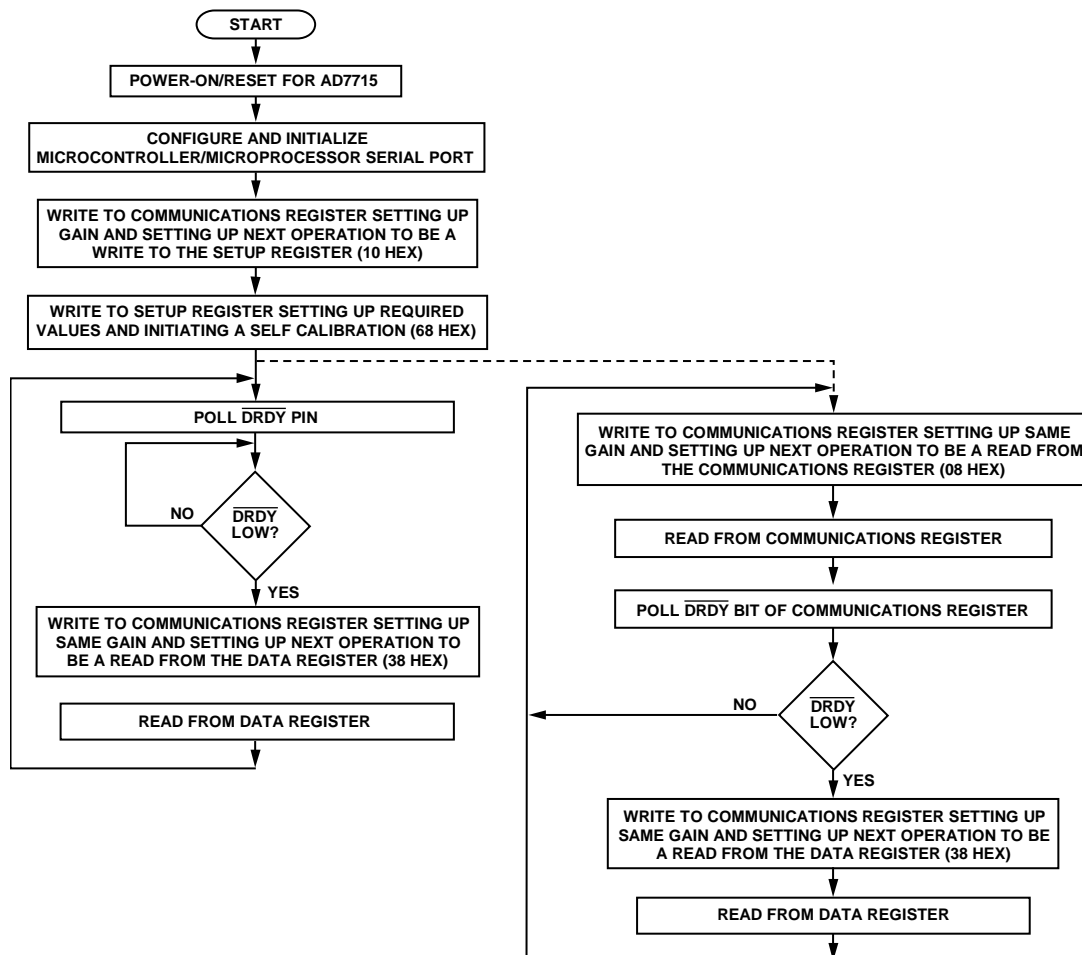 START
POWER-ON/RESET FOR AD7715
CONFIGURE AND INITIALIZE
MICROCONTROLLER/MICROPROCESSOR SERIAL PORT
WRITE TO COMMUNICATIONS REGISTER SETTING UP
GAIN AND SETTING UP NEXT OPERATION TO BE A
WRITE TO THE SETUP REGISTER (10 HEX)
WRITE TO SETUP REGISTER SETTING UP REQUIRED
VALUES AND INITIATING A SELF CALIBRATION (68 HEX)
POLL DRDY PIN
NO
DRDY
LOW?
YES
WRITE TO COMMUNICATIONS REGISTER SETTING UP
SAME GAIN AND SETTING UP NEXT OPERATION TO
BE A READ FROM THE DATA REGISTER (38 HEX)
READ FROM DATA REGISTER
WRITE TO COMMUNICATIONS REGISTER SETTING UP SAME
GAIN AND SETTING UP NEXT OPERATION TO BE A READ FROM
THE COMMUNICATIONS REGISTER (08 HEX)
READ FROM COMMUNICATIONS REGISTER
POLL DRDY BIT OF COMMUNICATIONS REGISTER
NO
DRDY
LOW?
YES
WRITE TO COMMUNICATIONS REGISTER SETTING UP
SAME GAIN AND SETTING UP NEXT OPERATION TO BE
A READ FROM THE DATA REGISTER (38 HEX)
READ FROM DATA REGISTER